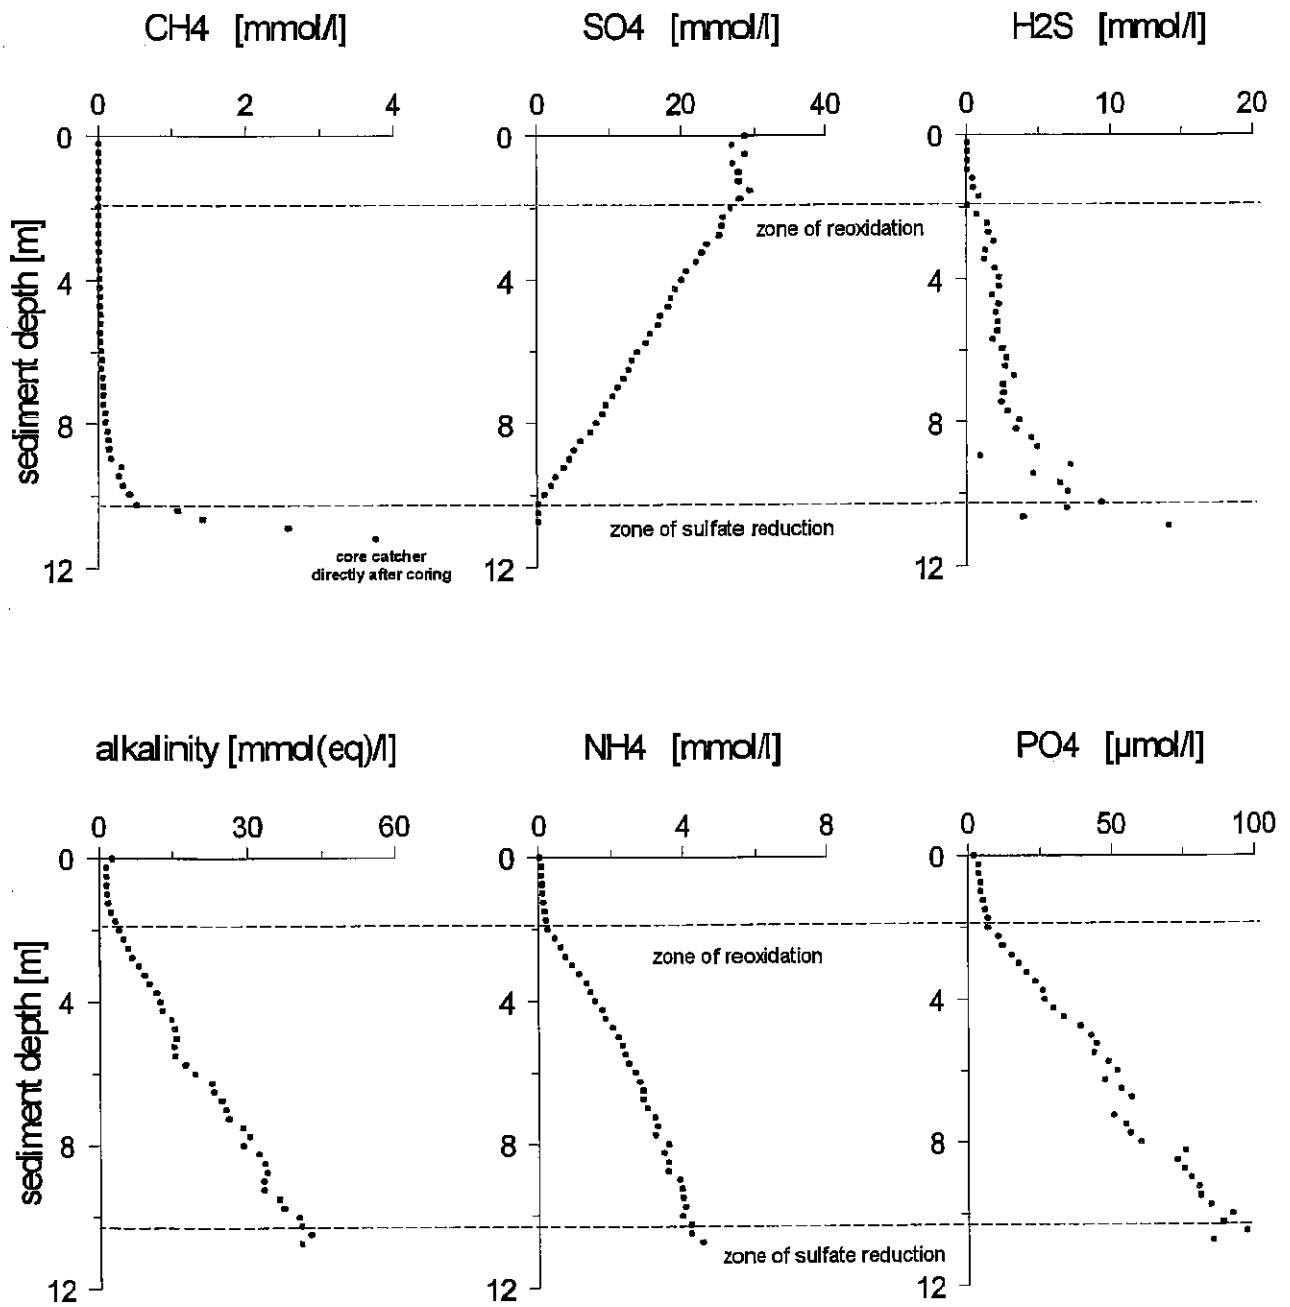 CH4 [mmol/l]
SO4 [mmol/l]
H2S [mmol/l]
0 2 4
0 20 40
0 10 20
0
4
8
12
sediment depth [m]
0
4
8
12
0
4
8
12
zone of reoxidation
zone of sulfate reduction
core catcher
directly after coring
alkalinity [mmol(eq)/l]
NH4 [mmol/l]
PO4 [µmol/l]
0 30 60
0 4 8
0 50 100
0
4
8
12
sediment depth [m]
0
4
8
12
0
4
8
12
zone of reoxidation
zone of sulfate reduction